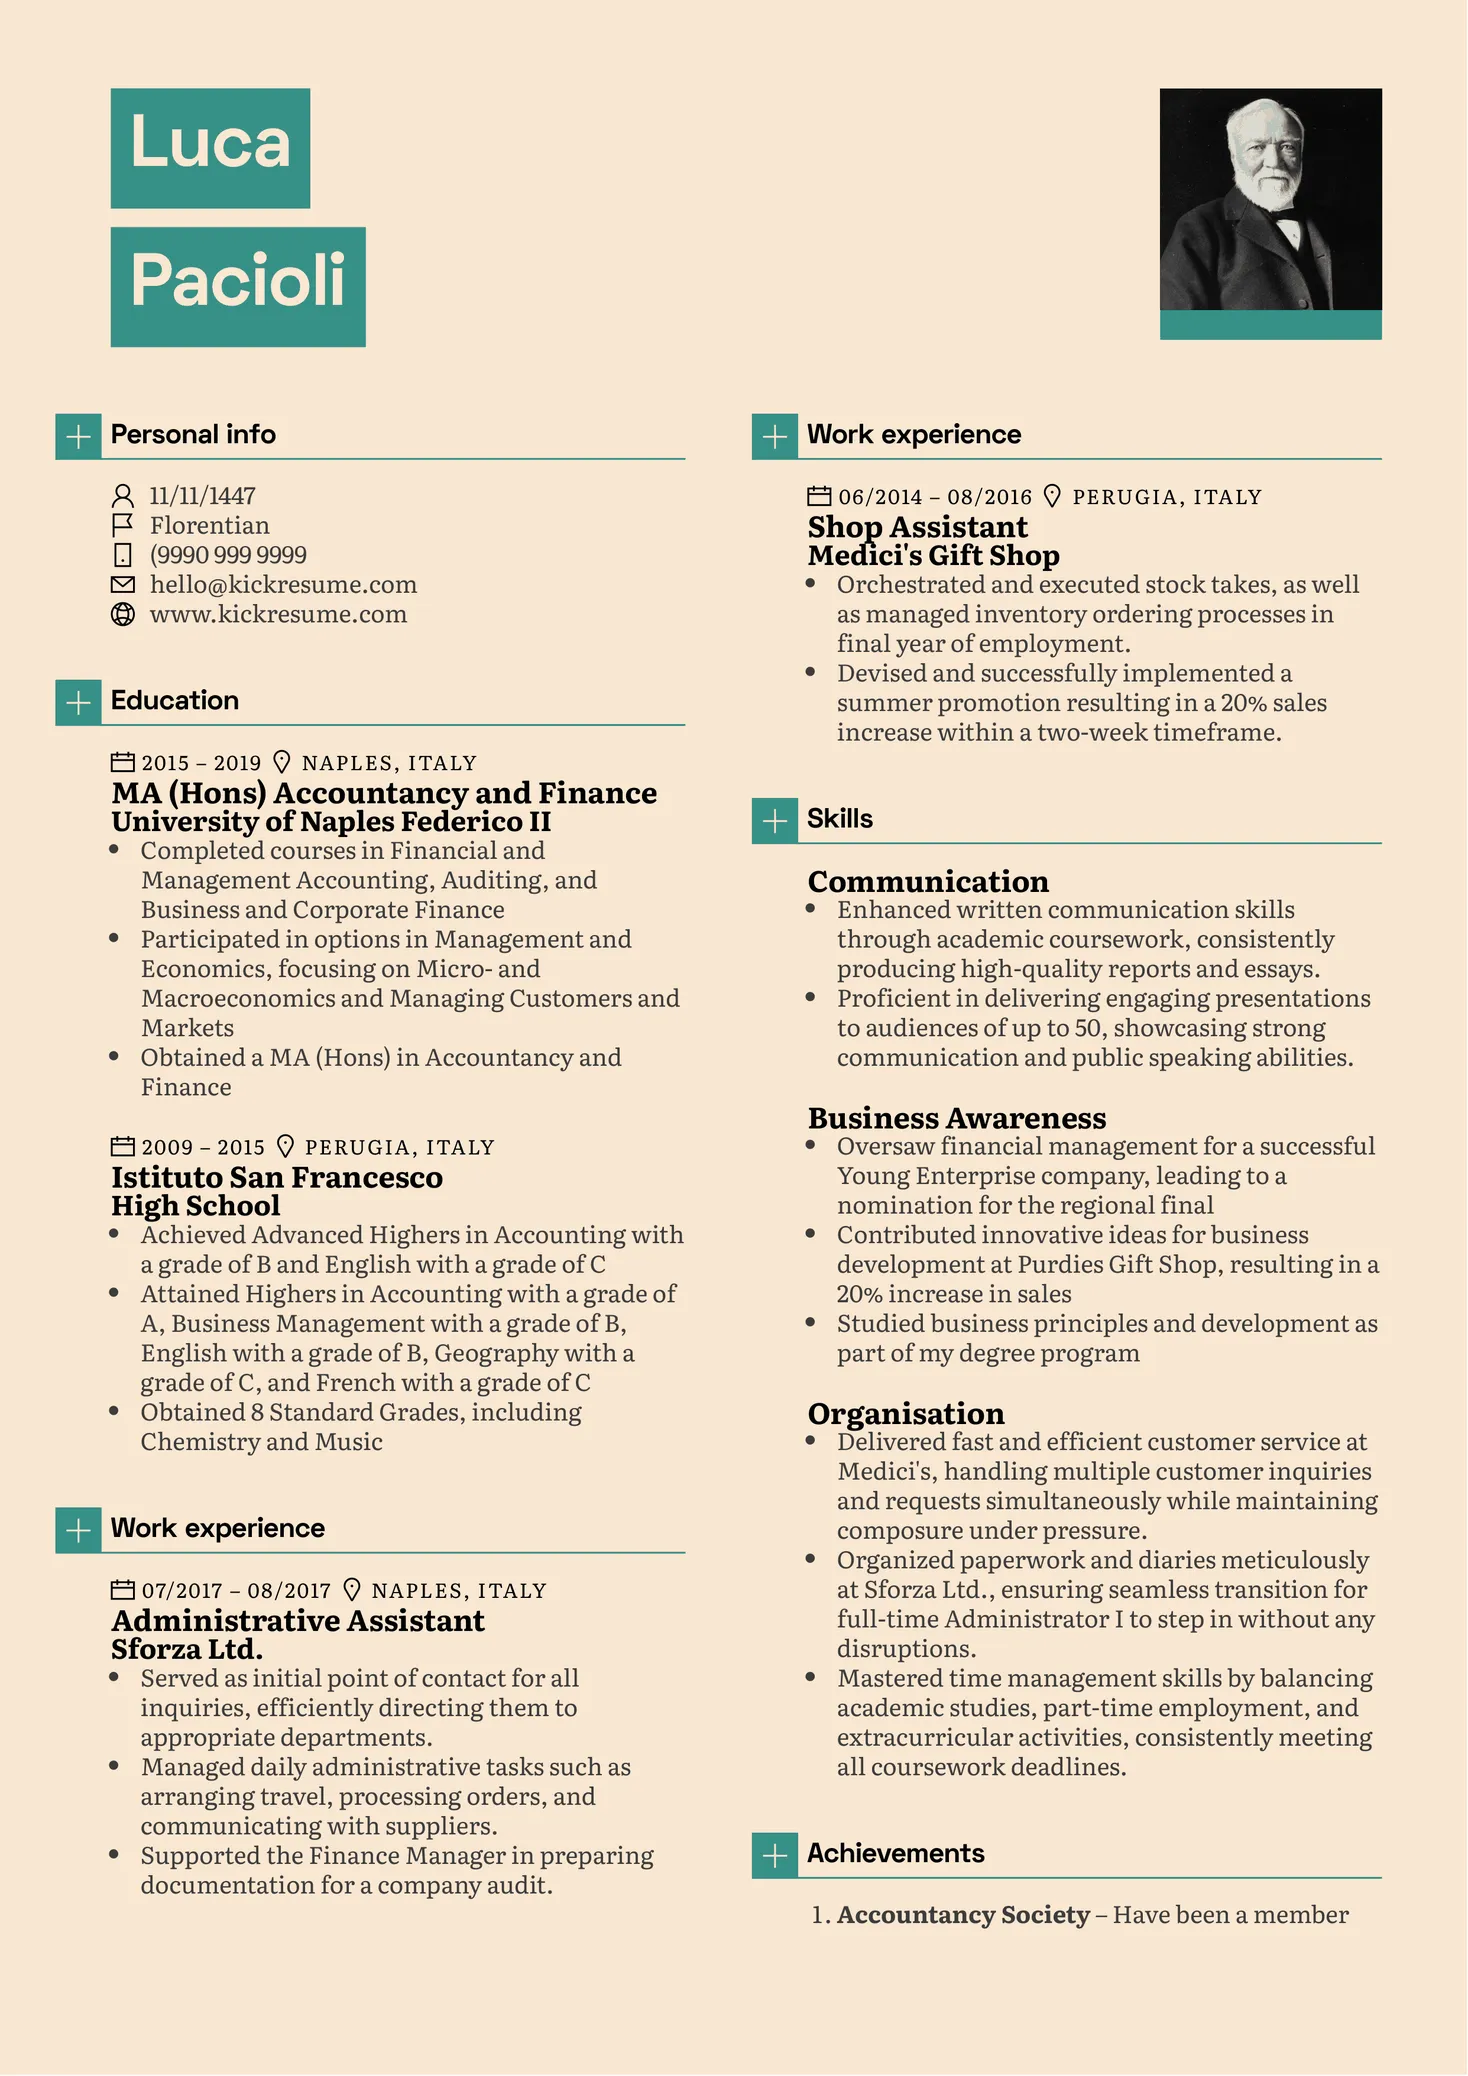 Luca
Pacioli
Personal info
11/11/1447
Florentian
(9990 999 9999
hello@kickresume.com
www.kickresume.com
Education
2015 – 2019 NAPLES, ITALY
MA (Hons) Accountancy and Finance
University of Naples Federico II
• Completed courses in Financial and
Management Accounting, Auditing, and
Business and Corporate Finance
• Participated in options in Management and
Economics, focusing on Micro- and
Macroeconomics and Managing Customers and
Markets
• Obtained a MA (Hons) in Accountancy and
Finance
2009 – 2015 PERUGIA, ITALY
Istituto San Francesco
High School
• Achieved Advanced Highers in Accounting with
a grade of B and English with a grade of C
• Attained Highers in Accounting with a grade of
A, Business Management with a grade of B,
English with a grade of B, Geography with a
grade of C, and French with a grade of C
• Obtained 8 Standard Grades, including
Chemistry and Music
Work experience
07/2017 – 08/2017 NAPLES, ITALY
Administrative Assistant
Sforza Ltd.
• Served as initial point of contact for all
inquiries, efficiently directing them to
appropriate departments.
• Managed daily administrative tasks such as
arranging travel, processing orders, and
communicating with suppliers.
• Supported the Finance Manager in preparing
documentation for a company audit.
Work experience
06/2014 – 08/2016 PERUGIA, ITALY
Shop Assistant
Medici's Gift Shop
• Orchestrated and executed stock takes, as well
as managed inventory ordering processes in
final year of employment.
• Devised and successfully implemented a
summer promotion resulting in a 20% sales
increase within a two-week timeframe.
Skills
Communication
• Enhanced written communication skills
through academic coursework, consistently
producing high-quality reports and essays.
• Proficient in delivering engaging presentations
to audiences of up to 50, showcasing strong
communication and public speaking abilities.
Business Awareness
• Oversaw financial management for a successful
Young Enterprise company, leading to a
nomination for the regional final
• Contributed innovative ideas for business
development at Purdies Gift Shop, resulting in a
20% increase in sales
• Studied business principles and development as
part of my degree program
Organisation
• Delivered fast and efficient customer service at
Medici's, handling multiple customer inquiries
and requests simultaneously while maintaining
composure under pressure.
• Organized paperwork and diaries meticulously
at Sforza Ltd., ensuring seamless transition for
full-time Administrator I to step in without any
disruptions.
• Mastered time management skills by balancing
academic studies, part-time employment, and
extracurricular activities, consistently meeting
all coursework deadlines.
Achievements
1. Accountancy Society – Have been a member